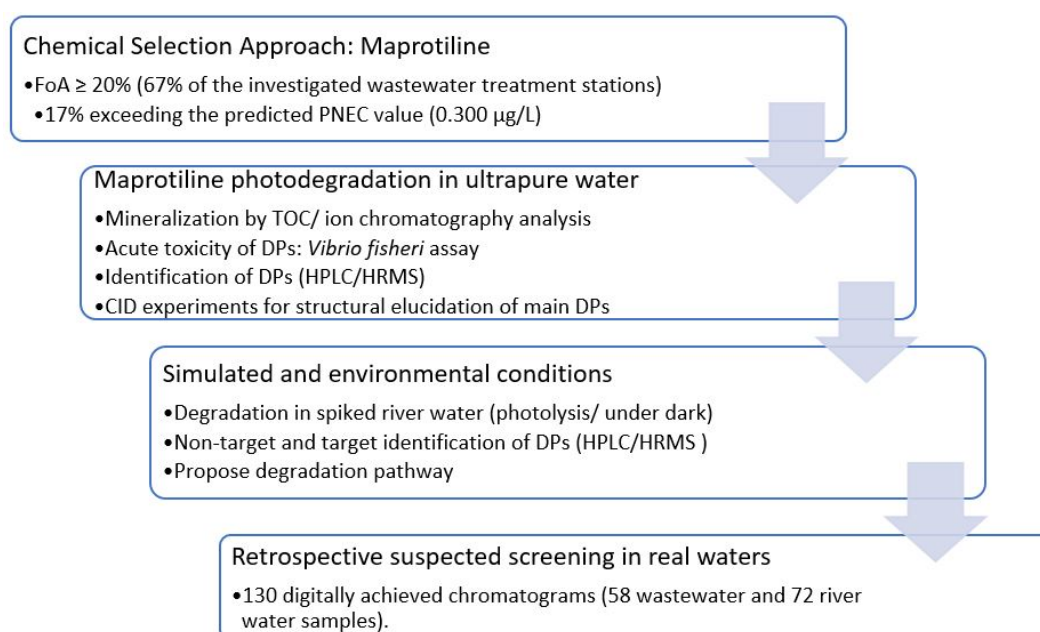 Chemical Selection Approach: Maprotiline
•FoA ≥ 20% (67% of the investigated wastewater treatment stations)
•17% exceeding the predicted PNEC value (0.300 µg/L)
Maprotiline photodegradation in ultrapure water
•Mineralization by TOC/ ion chromatography analysis
•Acute toxicity of DPs: Vibrio fisheri assay
•Identification of DPs (HPLC/HRMS)
•CID experiments for structural elucidation of main DPs
Simulated and environmental conditions
•Degradation in spiked river water (photolysis/ under dark)
•Non-target and target identification of DPs (HPLC/HRMS )
•Propose degradation pathway
Retrospective suspected screening in real waters
•130 digitally achieved chromatograms (58 wastewater and 72 river
water samples).